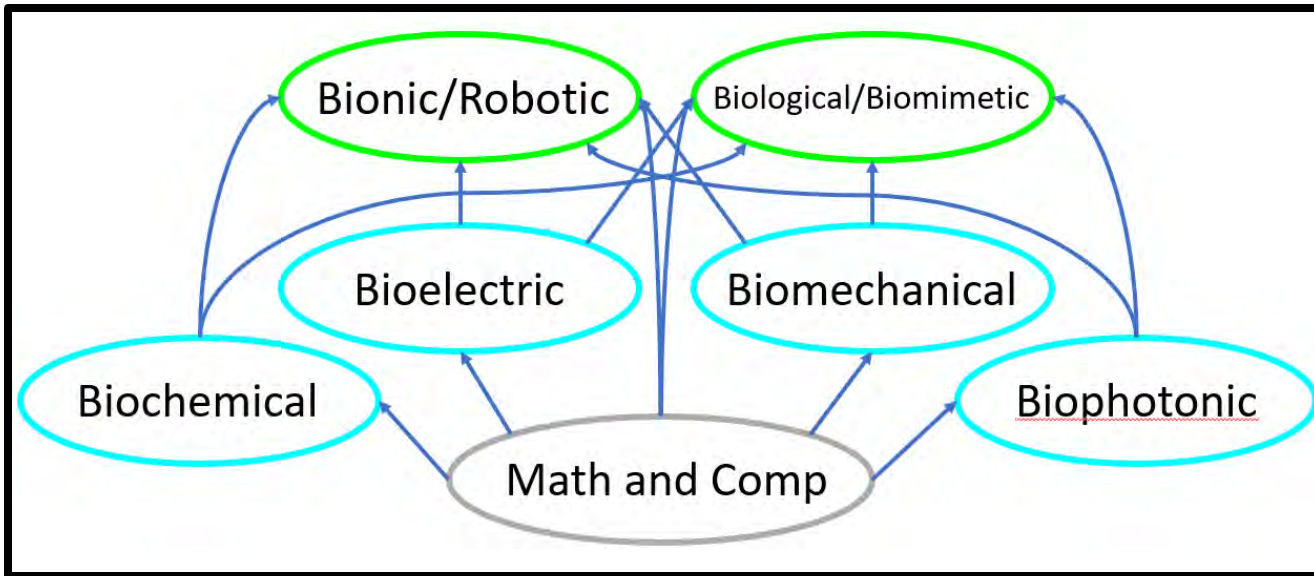 Bionic/Robotic
Biological/Biomimetic
Bioelectric
Biomechanical
Biochemical
Biophotonic
Math and Comp